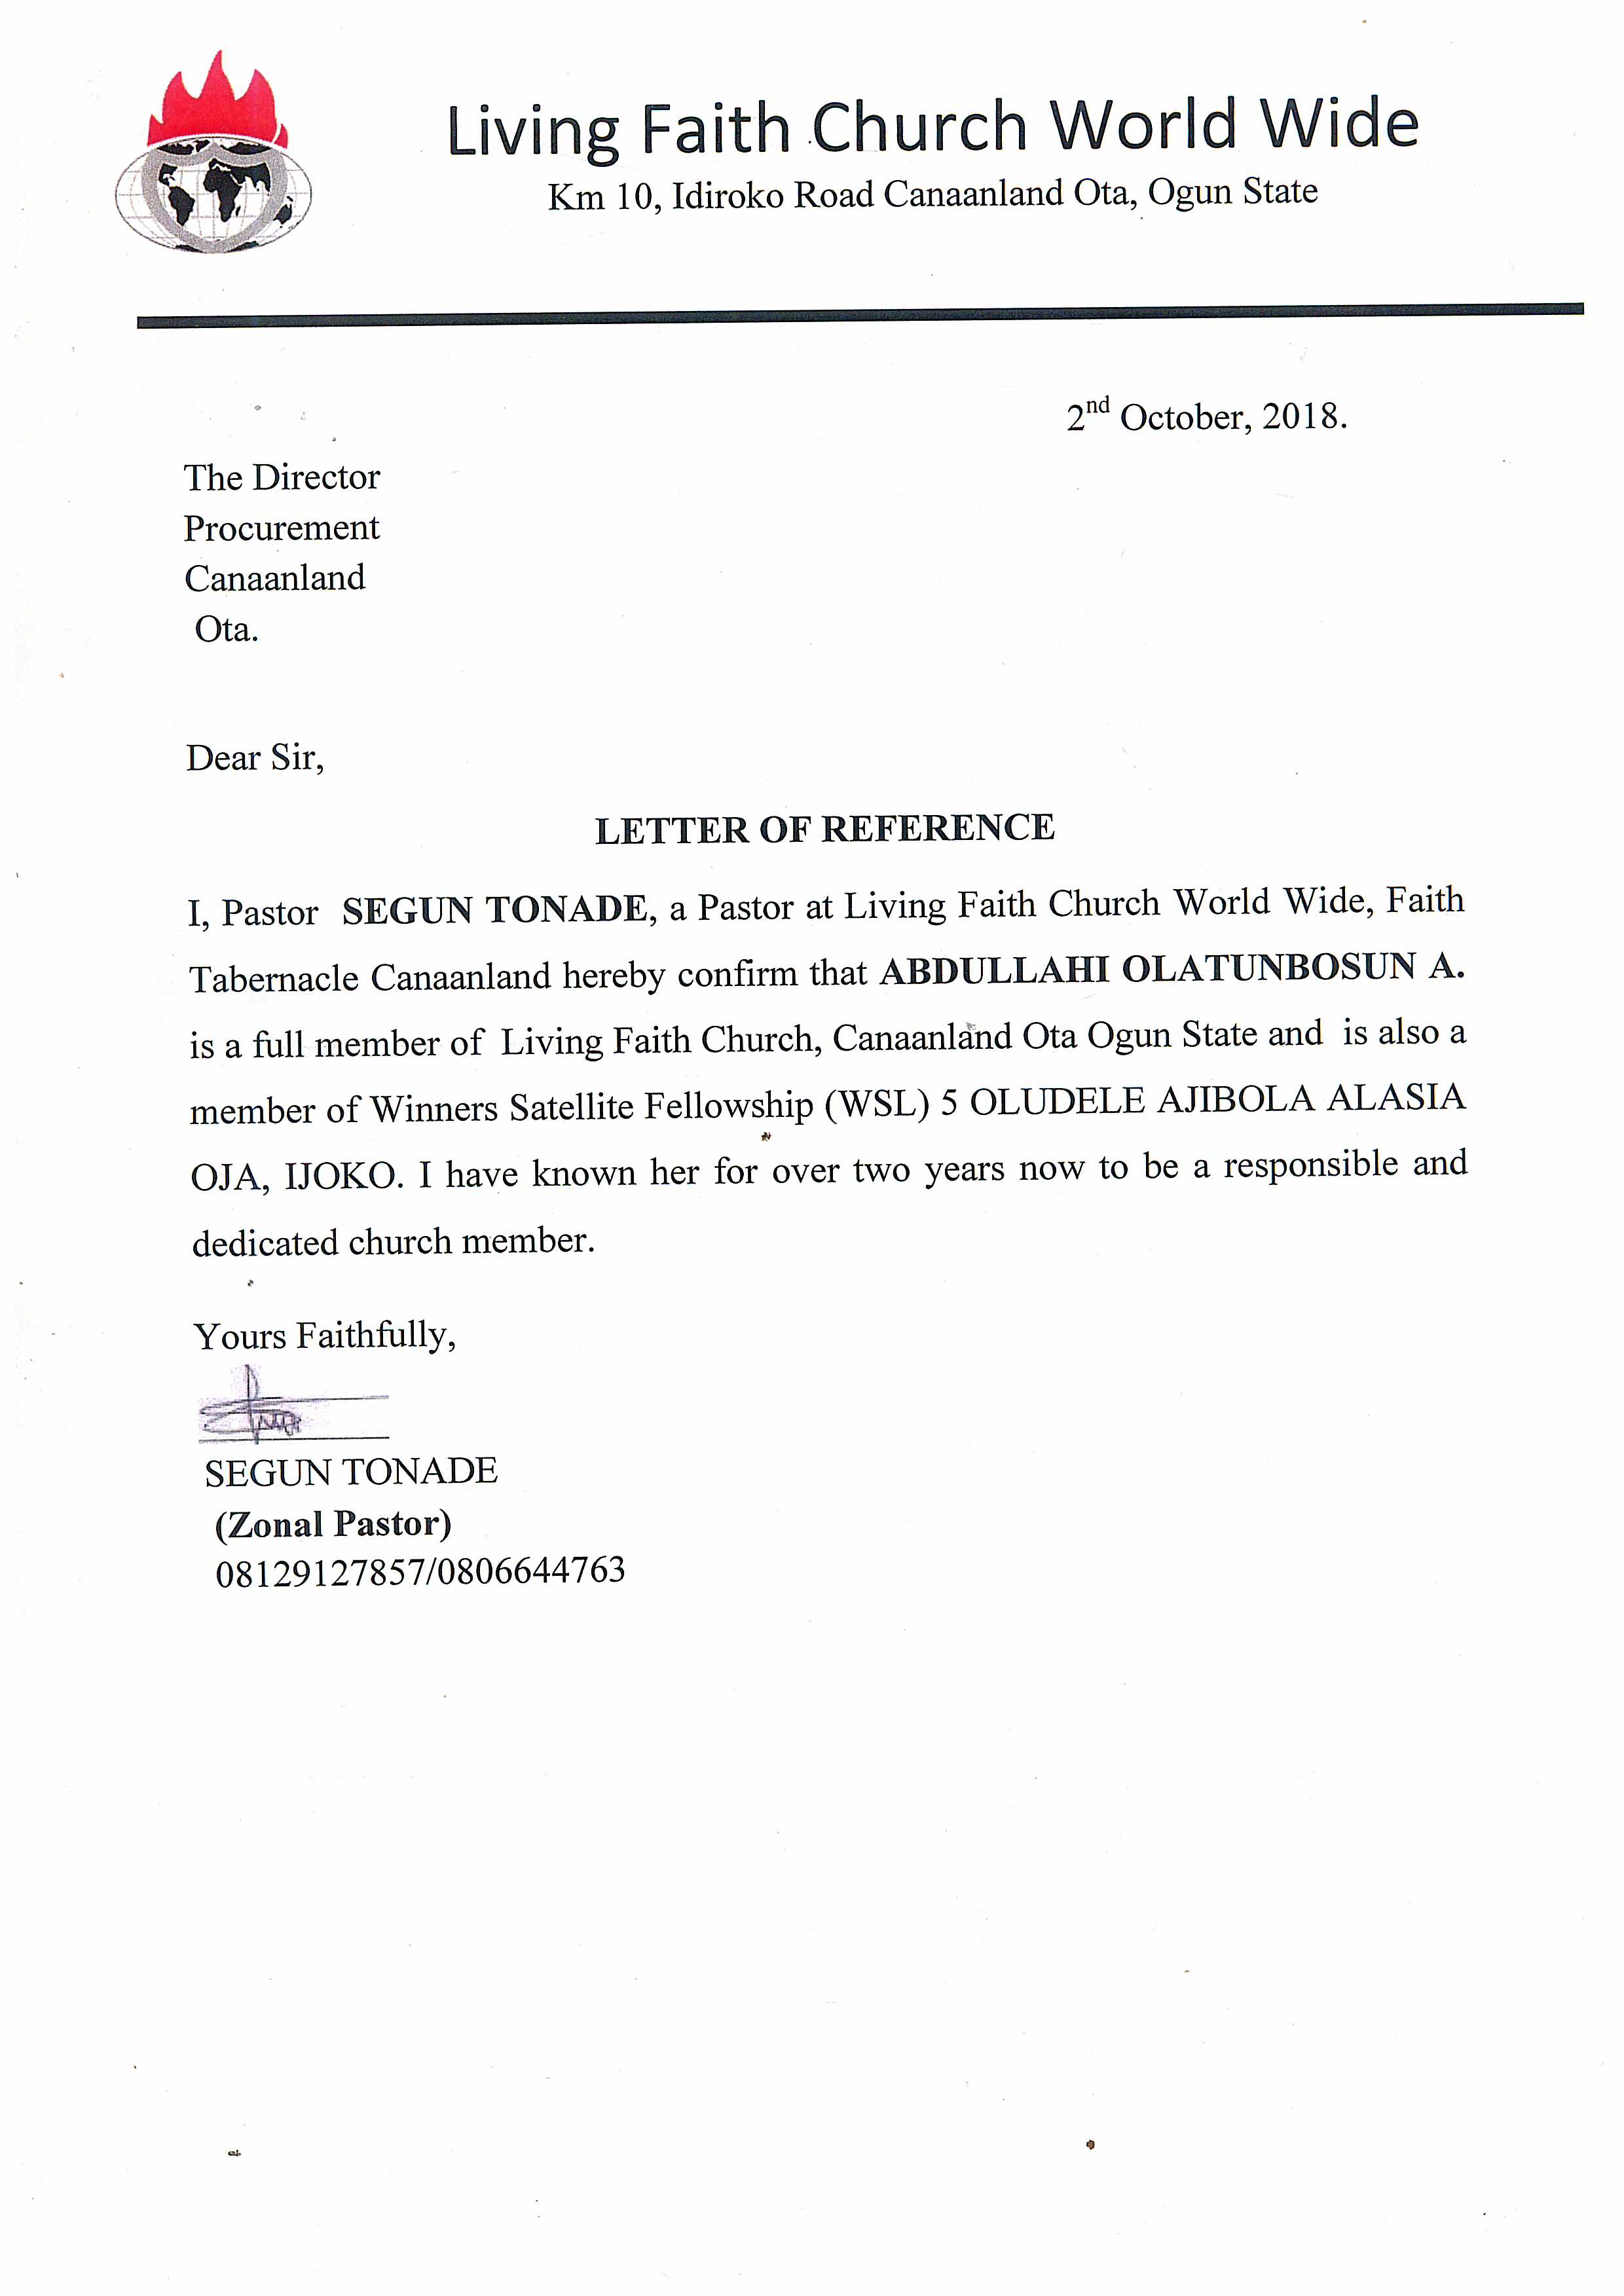 Living Faith Church World Wide
Km 10, Idiroko Road Canaanland Ota, Ogun State
2nd October, 2018.
The Director
Procurement
Canaanland
Ota.
Dear Sir,
LETTER OF REFERENCE
I, Pastor SEGUN TONADE, a Pastor at Living Faith Church World Wide, Faith
Tabernacle Canaanland hereby confirm that ABDULLAHI OLATUNBOSUN A.
is a full member of Living Faith Church, Canaanland Ota Ogun State and is also a
member of Winners Satellite Fellowship (WSL) 5 OLUDELE AJIBOLA ALASIA
OJA, IJOKO. I have known her for over two years now to be a responsible and
dedicated church member.
Yours Faithfully,
SEGUN TONADE
(Zonal Pastor)
08129127857/0806644763